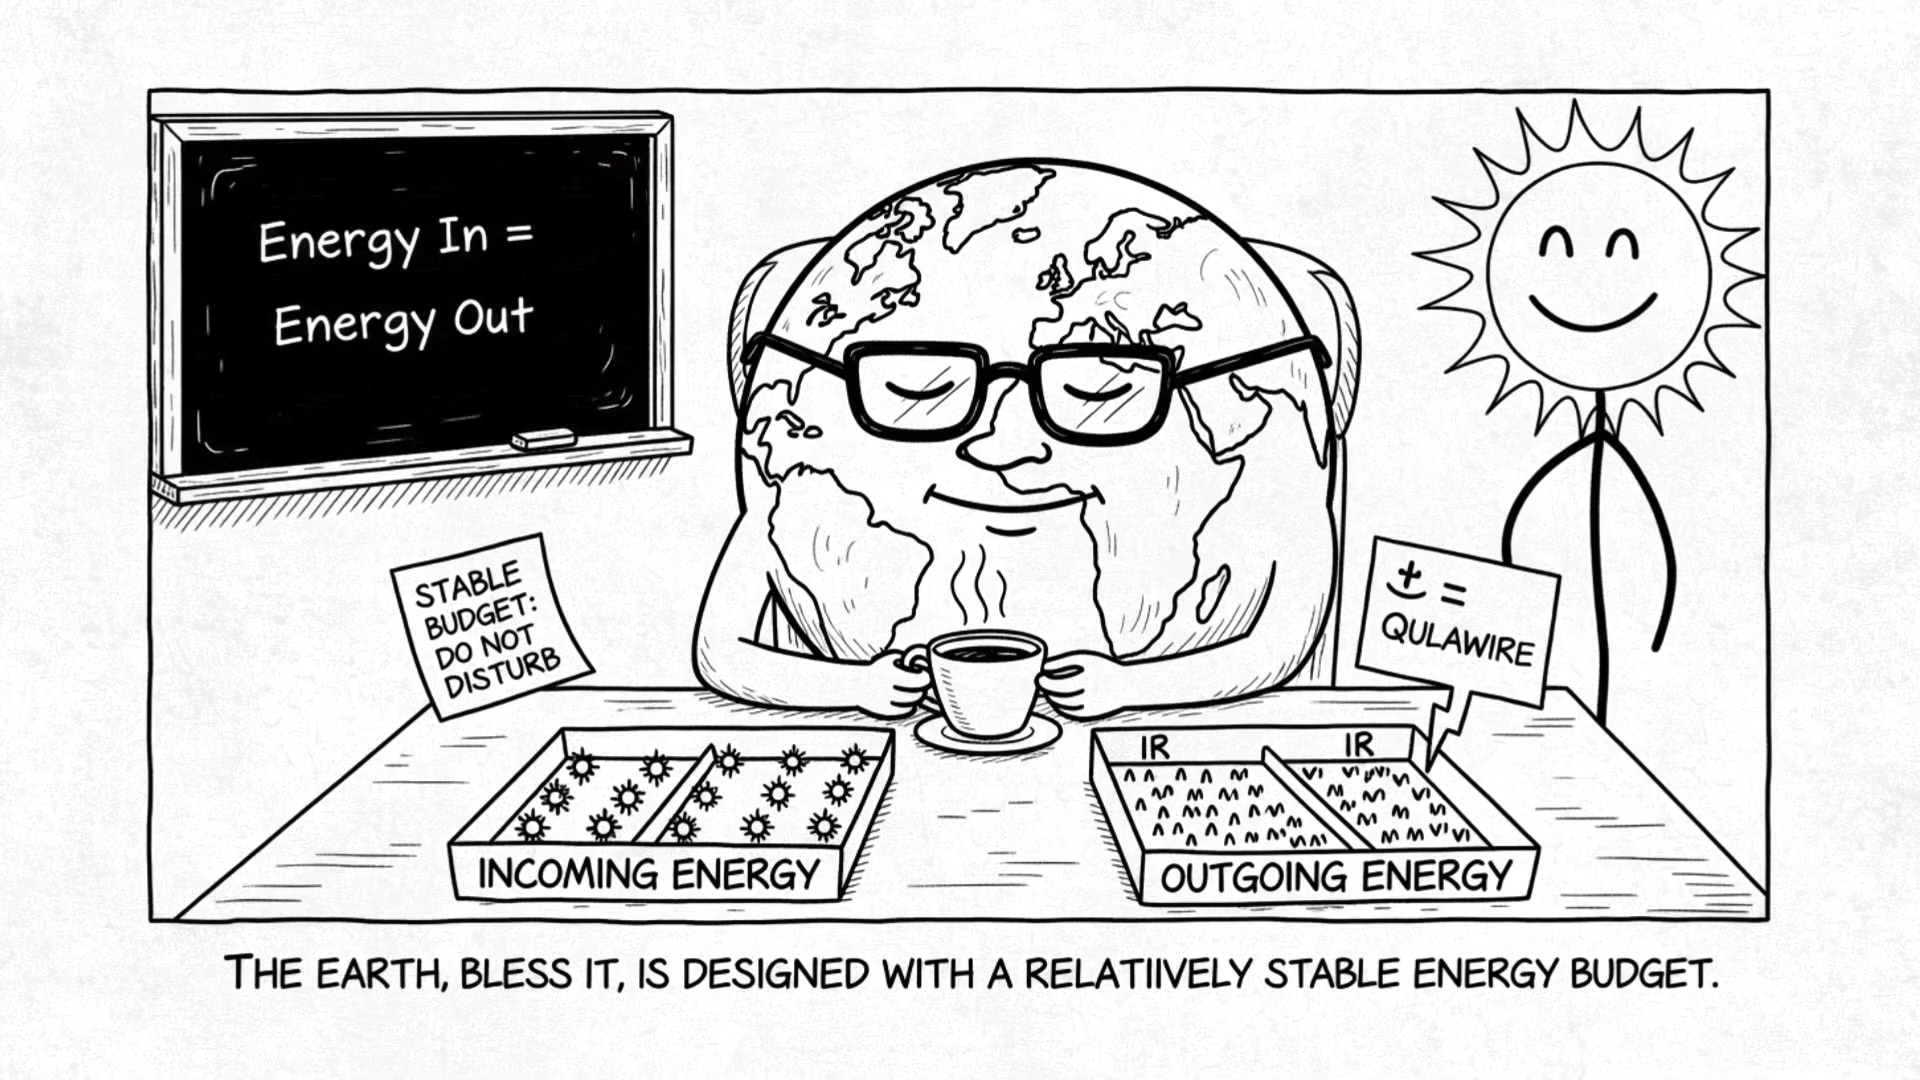 Energy In =
Energy Out
STABLE
BUDGET:
DO NOT
DISTURB
=
QULAWIRE
IR IR
INCOMING ENERGY
OUTGOING ENERGY
THE EARTH, BLESS IT, IS DESIGNED WITH A RELATIIVELY STABLE ENERGY BUDGET.